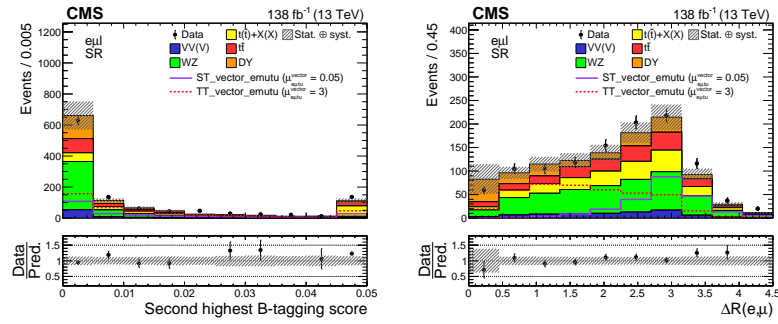 CMS 138 fb⁻¹ (13 TeV)
Events / 0.005
1200
1000
800
600
400
200
0
eμl
SR
Data t(t̄)+X(X) Stat. ⊕ syst.
VV(V) tt̄
WZ DY
ST_vector_emutu (μ^vector_eμtu = 0.05)
TT_vector_emutu (μ^vector_eμtu = 3)
Data
Pred.
1.5
1
0.5
0 0.01 0.02 0.03 0.04 0.05
Second highest B-tagging score
CMS 138 fb⁻¹ (13 TeV)
Events / 0.45
400
350
300
250
200
150
100
50
0
eμl
SR
Data t(t̄)+X(X) Stat. ⊕ syst.
VV(V) tt̄
WZ DY
ST_vector_emutu (μ^vector_eμtu = 0.05)
TT_vector_emutu (μ^vector_eμtu = 3)
Data
Pred.
1.5
1
0.5
0 0.5 1 1.5 2 2.5 3 3.5 4 4.5
ΔR(e,μ)